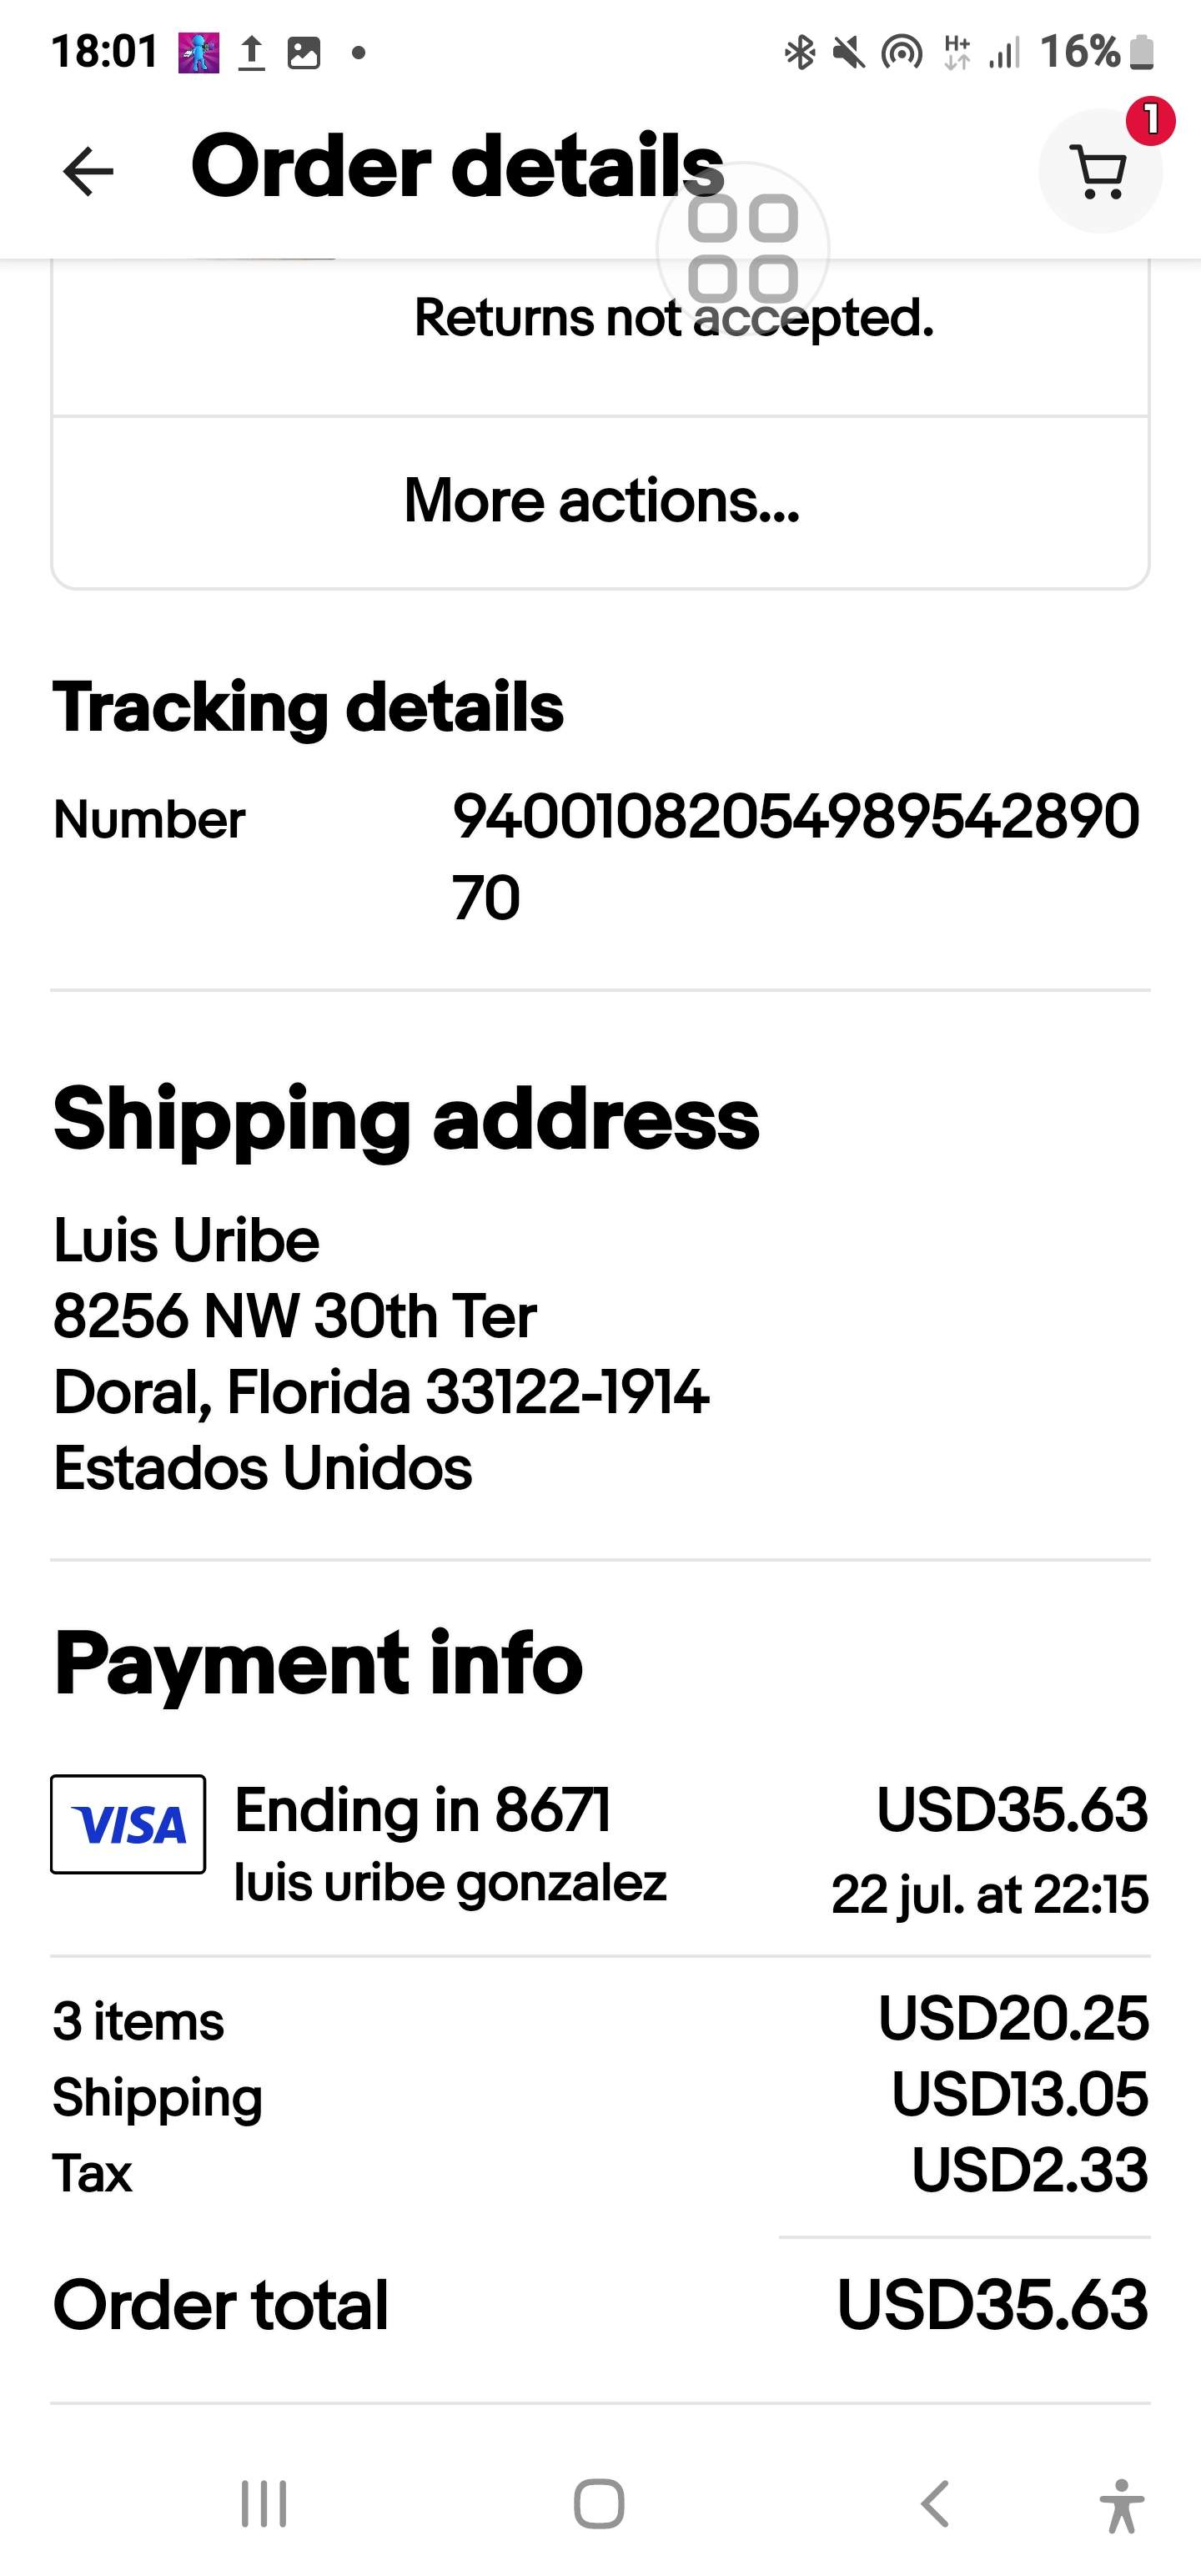 18:01
H+
16%
Order details
1
Returns not accepted.
More actions...
Tracking details
Number
94001082054989542890
70
Shipping address
Luis Uribe
8256 NW 30th Ter
Doral, Florida 33122-1914
Estados Unidos
Payment info
VISA
Ending in 8671
USD35.63
luis uribe gonzalez
22 jul. at 22:15
3 items
USD20.25
Shipping
USD13.05
Tax
USD2.33
Order total
USD35.63